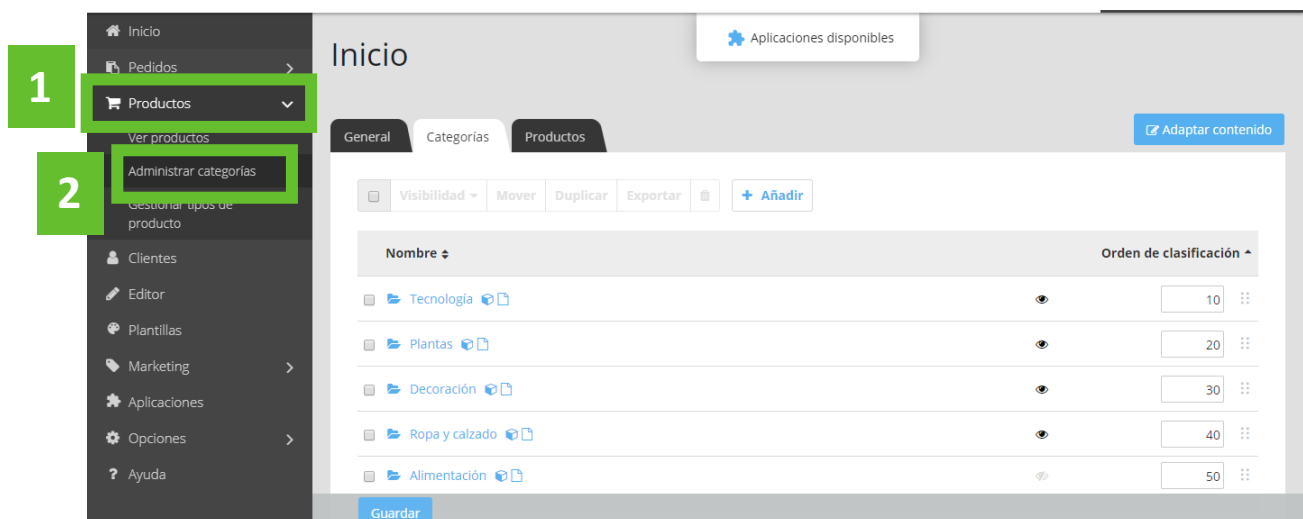 Inicio
Pedidos
1
Productos
Ver productos
2
Administrar categorías
Gestionar tipos de
producto
Clientes
Editor
Plantillas
Marketing
Aplicaciones
Opciones
? Ayuda
Aplicaciones disponibles
Inicio
General Categorías Productos
Adaptar contenido
Visibilidad Mover Duplicar Exportar + Añadir
Nombre Orden de clasificación
Tecnología 10
Plantas 20
Decoración 30
Ropa y calzado 40
Alimentación 50
Guardar